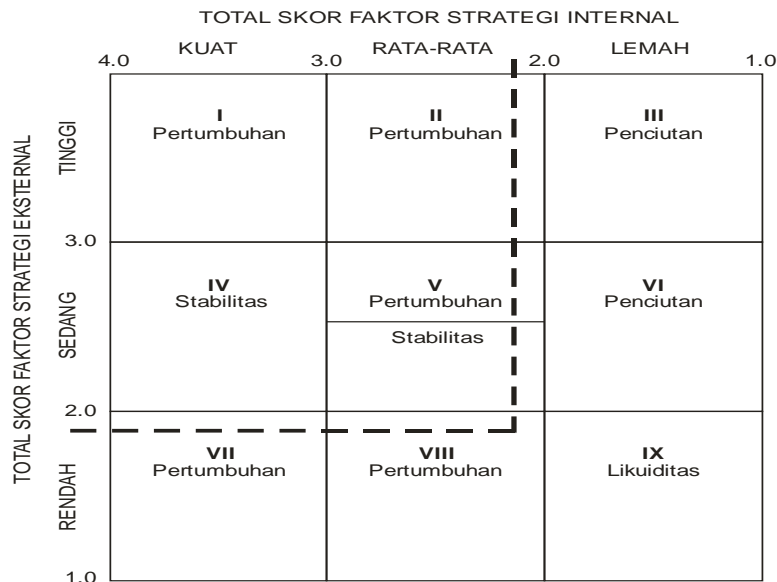 TOTAL SKOR FAKTOR STRATEGI INTERNAL
KUAT RATA-RATA LEMAH
4.0 3.0 2.0 1.0
TOTAL SKOR FAKTOR STRATEGI EKSTERNAL
TINGGI
I
Pertumbuhan
II
Pertumbuhan
III
Penciutan
3.0
SEDANG
IV
Stabilitas
V
Pertumbuhan
Stabilitas
VI
Penciutan
2.0
RENDAH
VII
Pertumbuhan
VIII
Pertumbuhan
IX
Likuiditas
1.0